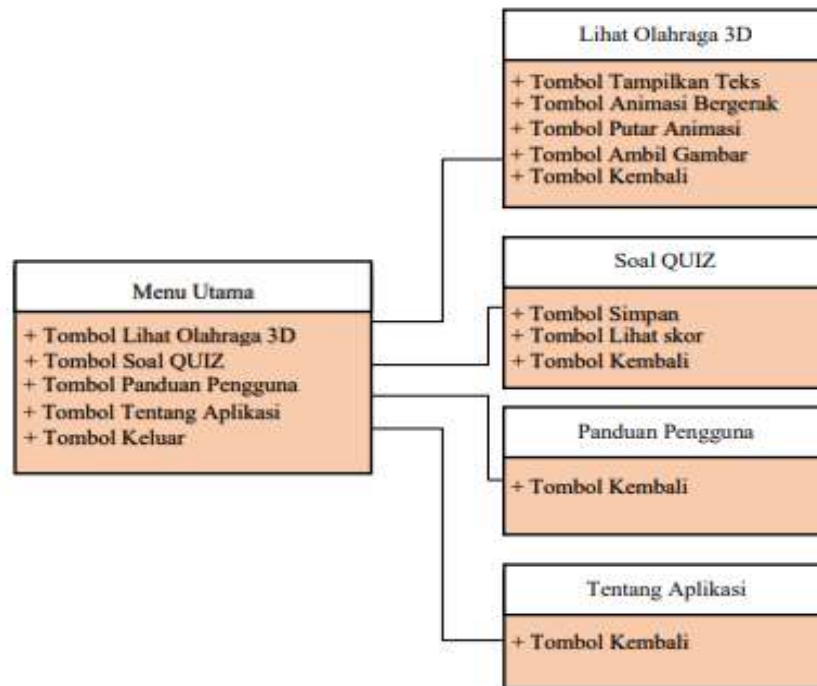 Menu Utama
+ Tombol Lihat Olahraga 3D
+ Tombol Soal QUIZ
+ Tombol Panduan Pengguna
+ Tombol Tentang Aplikasi
+ Tombol Keluar
Lihat Olahraga 3D
+ Tombol Tampilkan Teks
+ Tombol Animasi Bergerak
+ Tombol Putar Animasi
+ Tombol Ambil Gambar
+ Tombol Kembali
Soal QUIZ
+ Tombol Simpan
+ Tombol Lihat skor
+ Tombol Kembali
Panduan Pengguna
+ Tombol Kembali
Tentang Aplikasi
+ Tombol Kembali